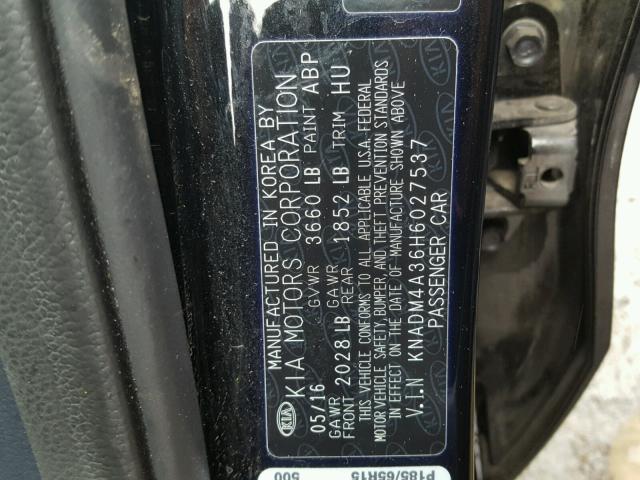 MANUFACTURED IN KOREA BY
KIA KIA MOTORS CORPORATION
05/16 GVWR 3660 LB PAINT ABP
GAWR FRONT 2028 LB GAWR REAR 1852 LB TRIM HU
THIS VEHICLE CONFORMS TO ALL APPLICABLE U.S.A. FEDERAL
MOTOR VEHICLE SAFETY, BUMPER, AND THEFT PREVENTION STANDARDS
IN EFFECT ON THE DATE OF MANUFACTURE SHOWN ABOVE
V.I.N KNADM4A36H6027537
PASSENGER CAR
P185/65R15
500